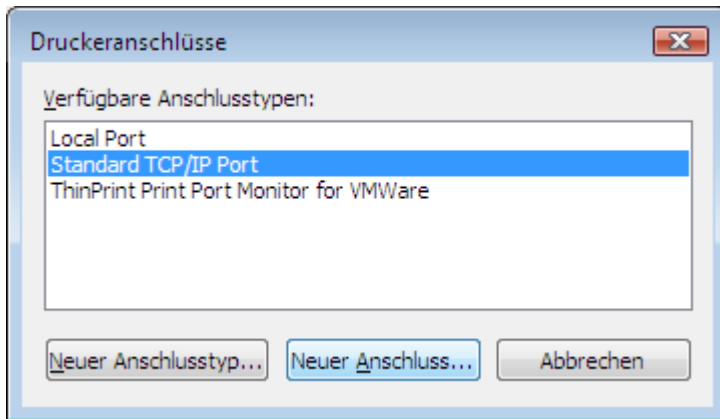 Druckeranschlüsse
Verfügbare Anschlusstypen:
Local Port
Standard TCP/IP Port
ThinPrint Print Port Monitor for VMWare
Neuer Anschlusstyp... Neuer Anschluss... Abbrechen